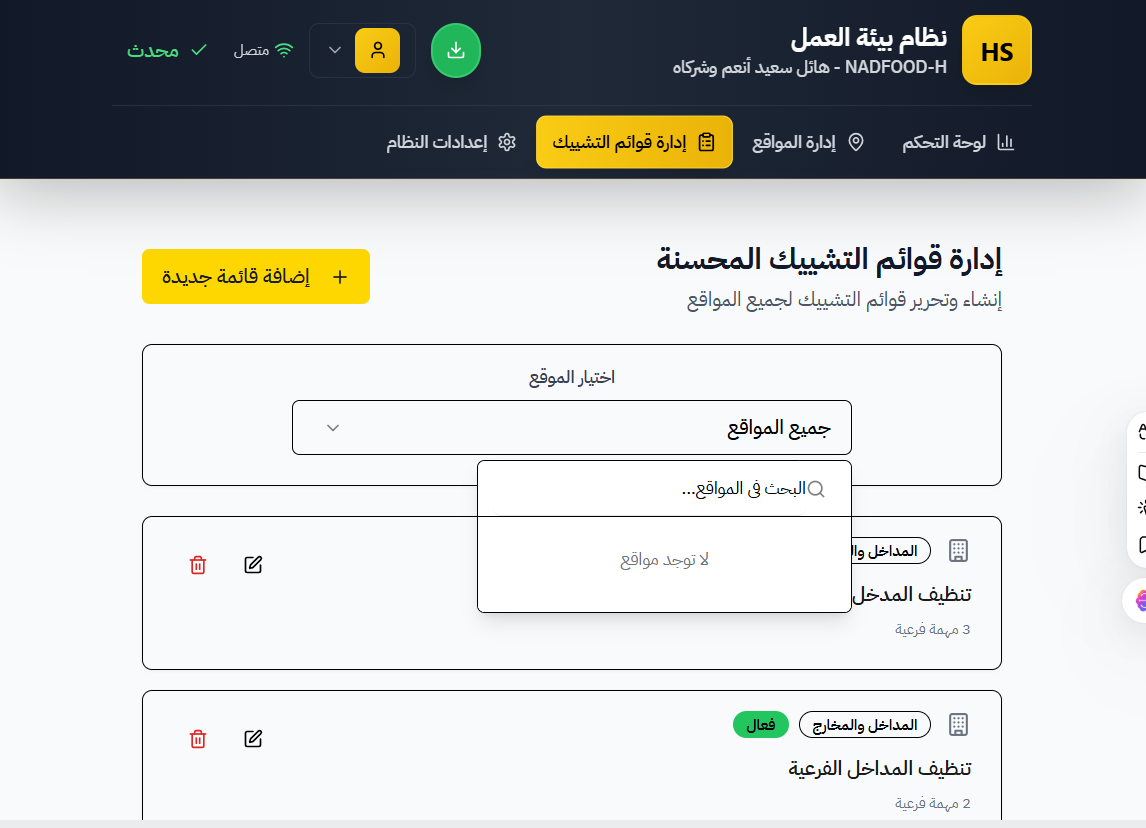 HS
نظام بيئة العمل
NADFOOD-H - هائل سعيد أنعم وشركاه
متصل
محدث
لوحة التحكم
إدارة المواقع
إدارة قوائم التشييك
إعدادات النظام
إدارة قوائم التشييك المحسنة
إنشاء وتحرير قوائم التشييك لجميع المواقع
إضافة قائمة جديدة
اختيار الموقع
جميع المواقع
البحث في المواقع...
لا توجد مواقع
المداخل وال
تنظيف المدخل
3 مهمة فرعية
المداخل والمخارج
فعال
تنظيف المداخل الفرعية
2 مهمة فرعية